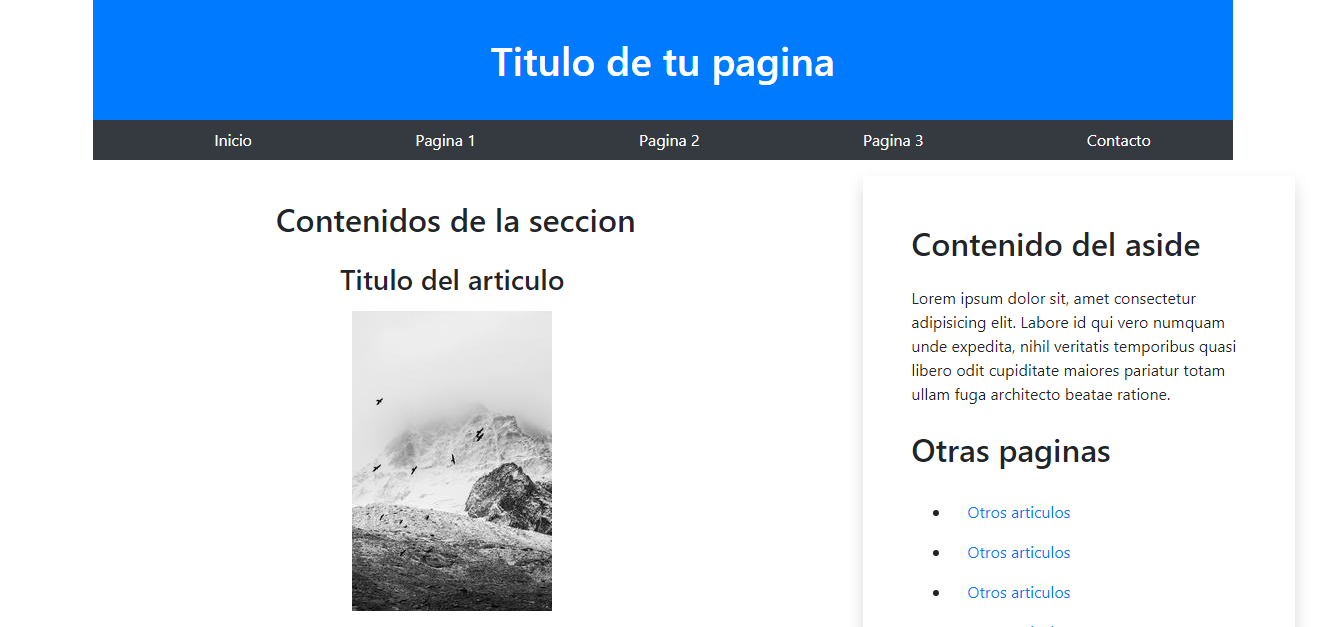 Titulo de tu pagina
Inicio Pagina 1 Pagina 2 Pagina 3 Contacto
Contenidos de la seccion
Titulo del articulo
Contenido del aside
Lorem ipsum dolor sit, amet consectetur
adipisicing elit. Labore id qui vero numquam
unde expedita, nihil veritatis temporibus quasi
libero odit cupiditate maiores pariatur totam
ullam fuga architecto beatae ratione.
Otras paginas
Otros articulos
Otros articulos
Otros articulos